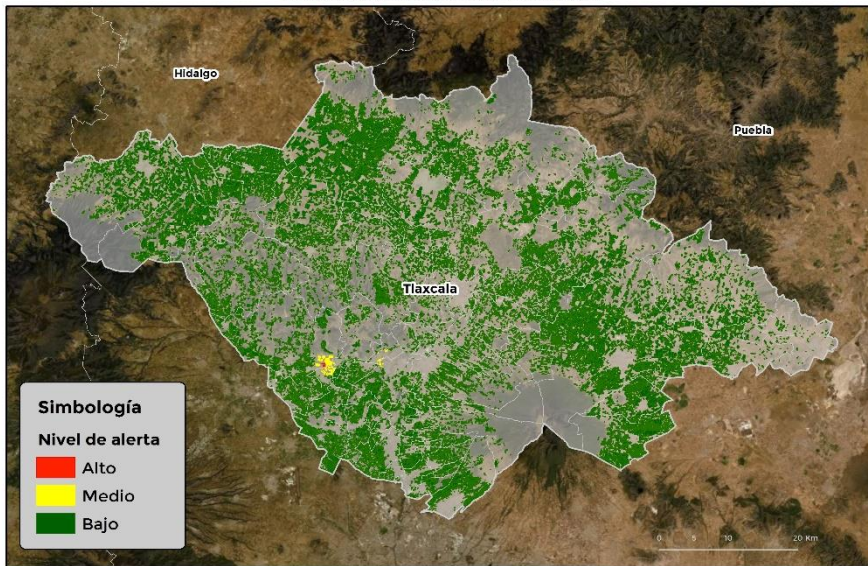 Hidalgo
Puebla
Tlaxcala
Simbología
Nivel de alerta
Alto
Medio
Bajo
0 5 10 20 Km